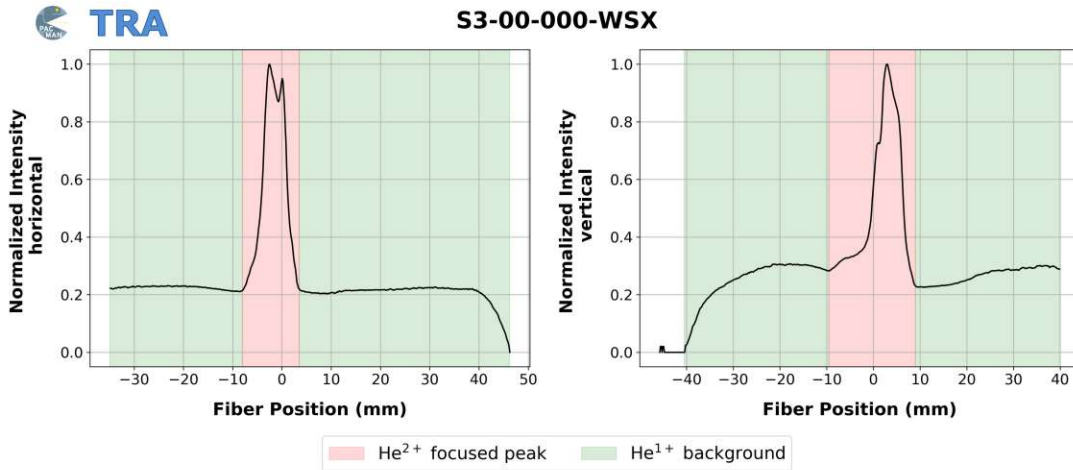 PAC
MAN
TRA
S3-00-000-WSX
Normalized Intensity
horizontal
1.0
0.8
0.6
0.4
0.2
0.0
−30 −20 −10 0 10 20 30 40 50
Fiber Position (mm)
Normalized Intensity
vertical
1.0
0.8
0.6
0.4
0.2
0.0
−40 −30 −20 −10 0 10 20 30 40
Fiber Position (mm)
He²⁺ focused peak He¹⁺ background